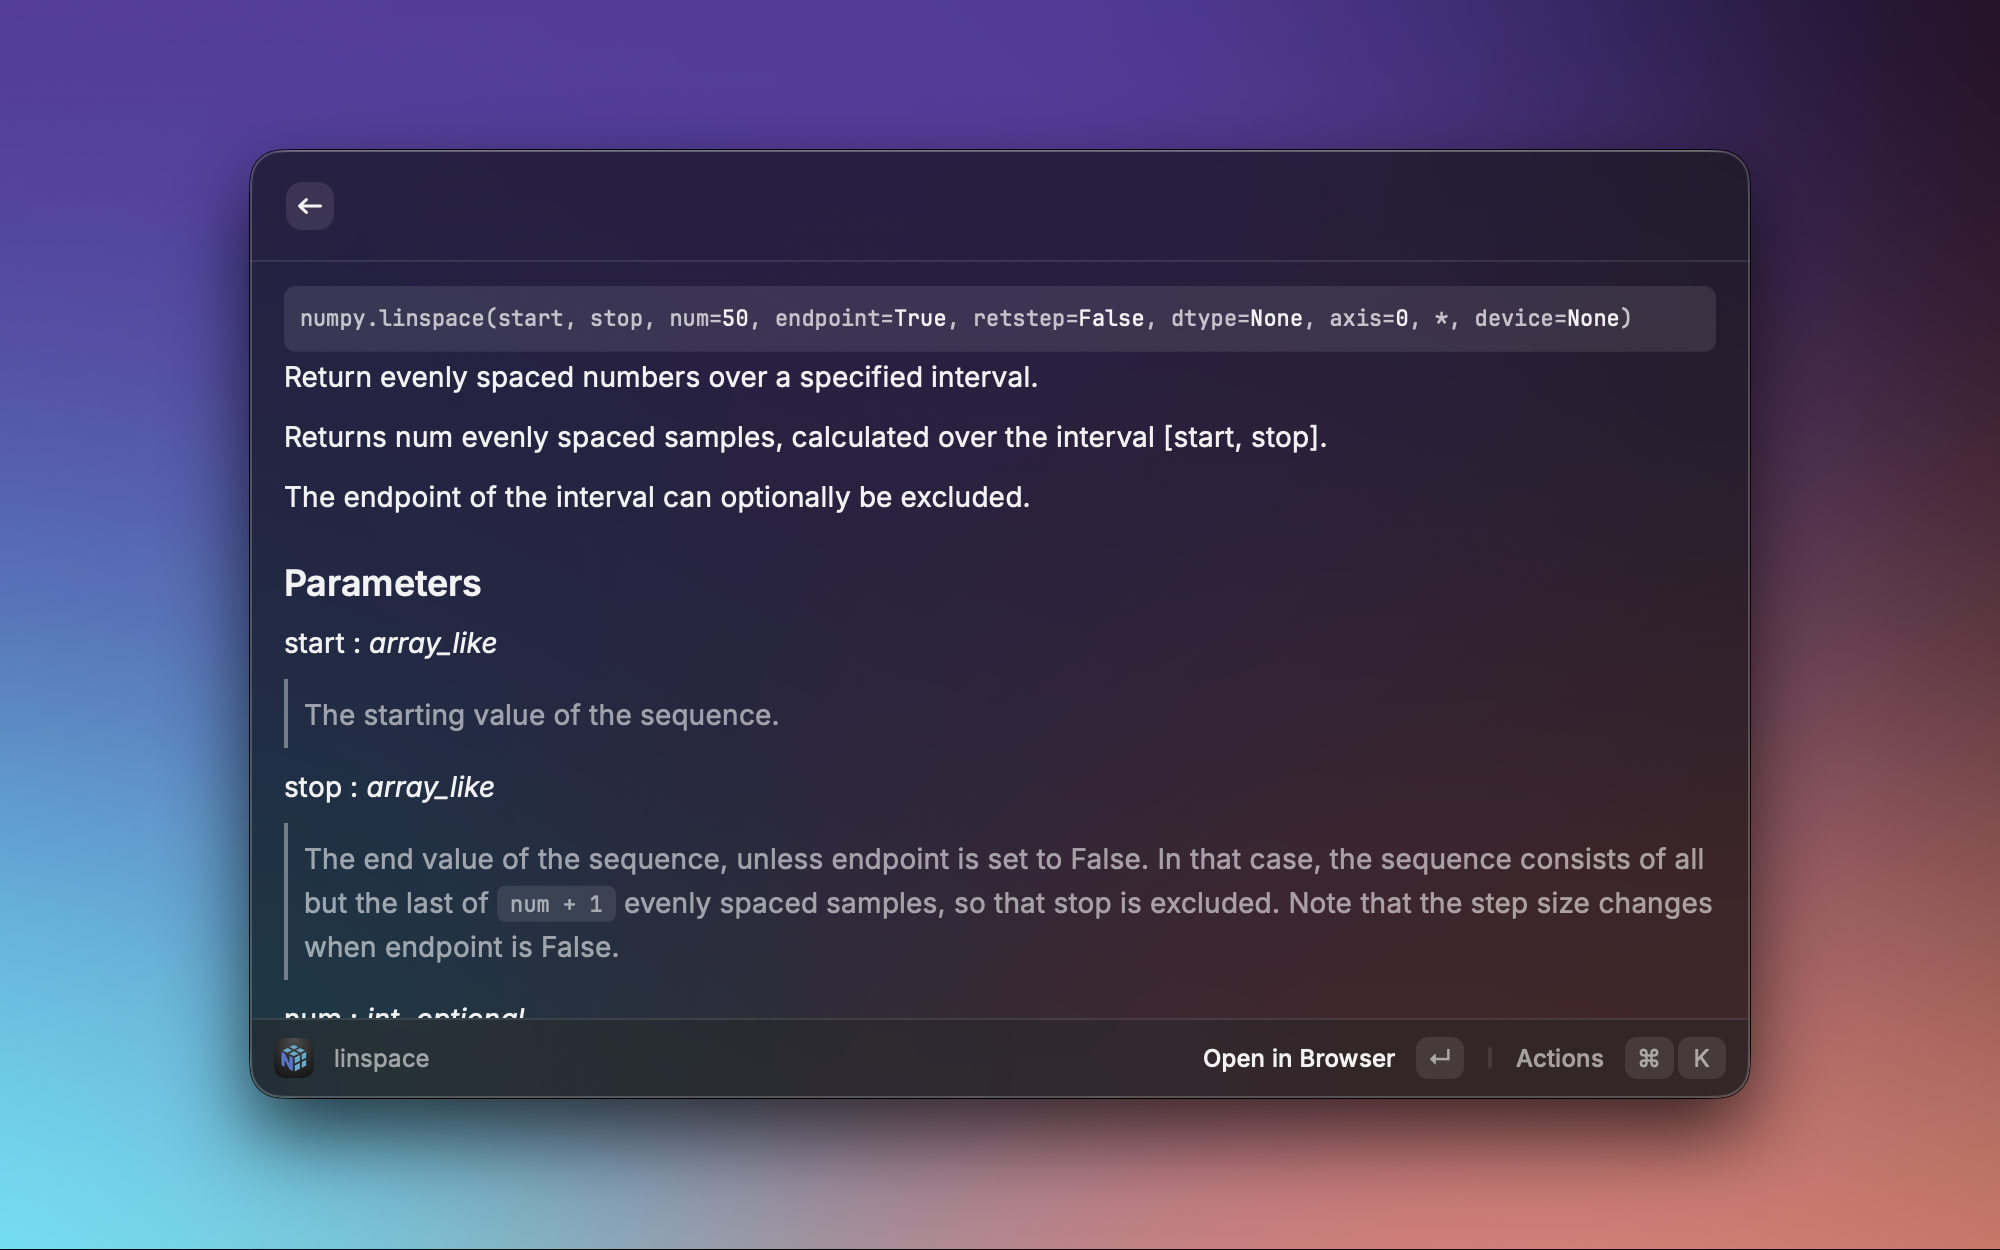 numpy.linspace(start, stop, num=50, endpoint=True, retstep=False, dtype=None, axis=0, *, device=None)
Return evenly spaced numbers over a specified interval.
Returns num evenly spaced samples, calculated over the interval [start, stop].
The endpoint of the interval can optionally be excluded.
Parameters
start : array_like
The starting value of the sequence.
stop : array_like
The end value of the sequence, unless endpoint is set to False. In that case, the sequence consists of all
but the last of num + 1 evenly spaced samples, so that stop is excluded. Note that the step size changes
when endpoint is False.
num : int, optional
linspace
Open in Browser ↵ Actions ⌘ K